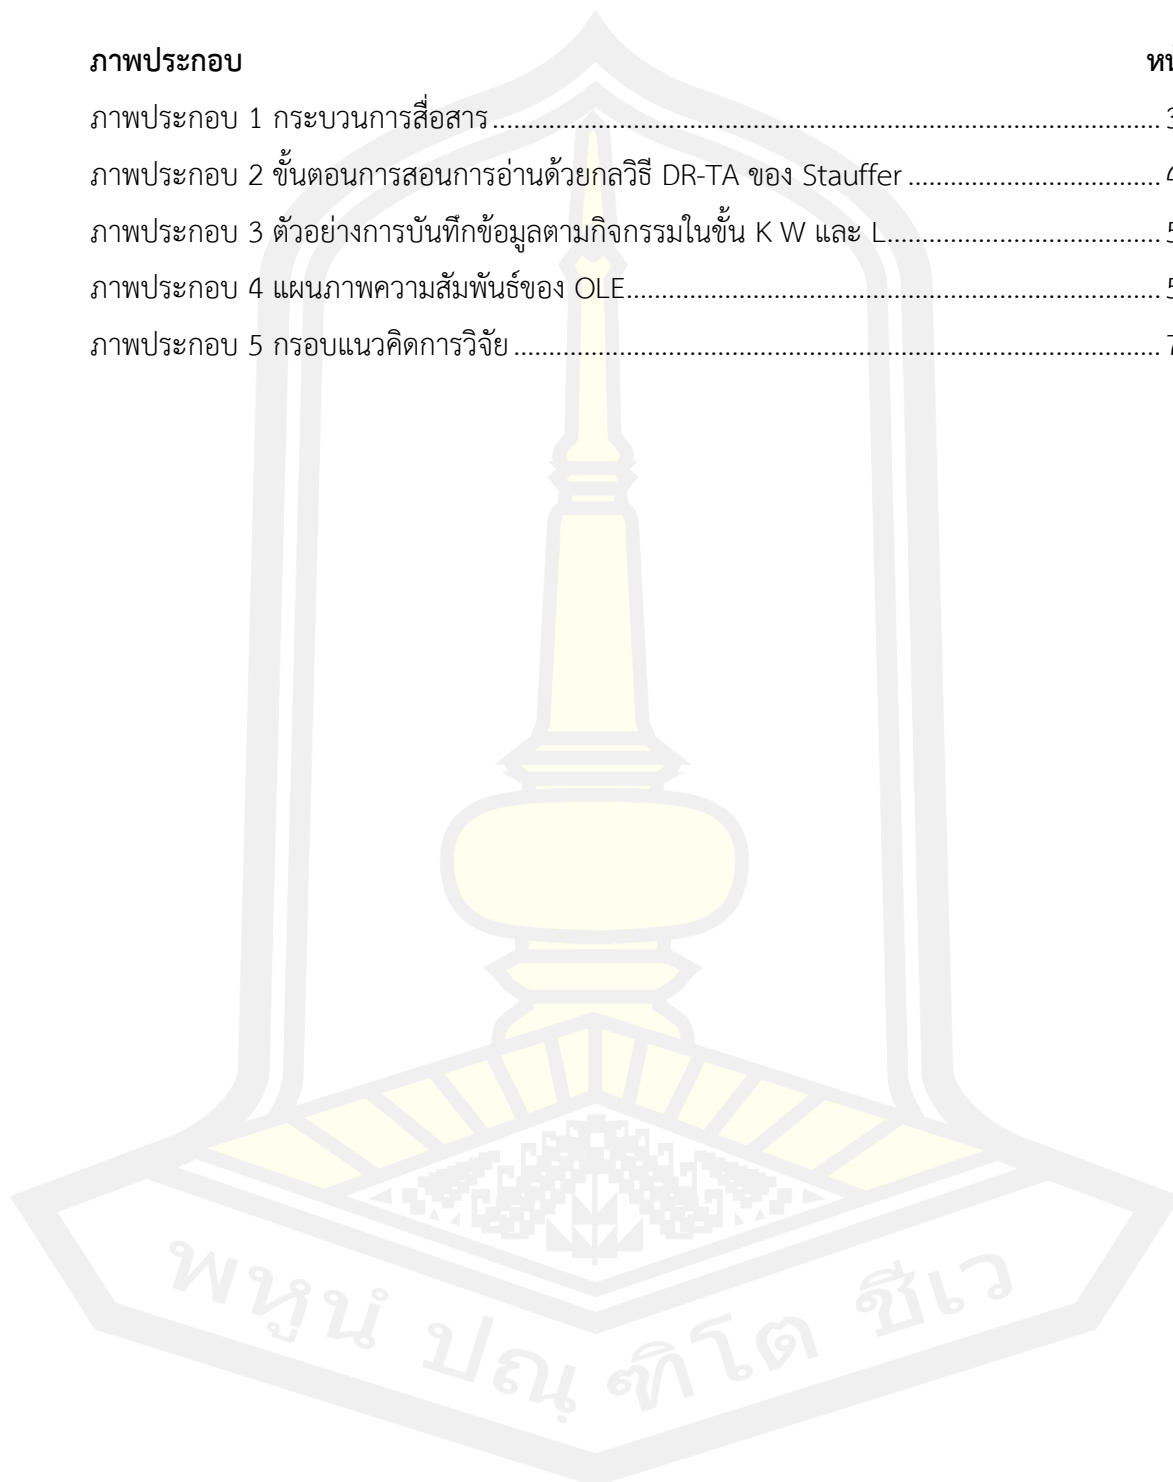 ภาพประกอบ
ภาพประกอบ 1 กระบวนการสื่อสาร
ภาพประกอบ 2 ขั้นตอนการสอนการอ่านด้วยกลวิธี DR-TA ของ Stauffer
ภาพประกอบ 3 ตัวอย่างการบันทึกข้อมูลตามกิจกรรมในขั้น K W และ L
ภาพประกอบ 4 แผนภาพความสัมพันธ์ของ OLE
ภาพประกอบ 5 กรอบแนวคิดการวิจัย
พหูนํ ปณฺฑิโต ชีเว